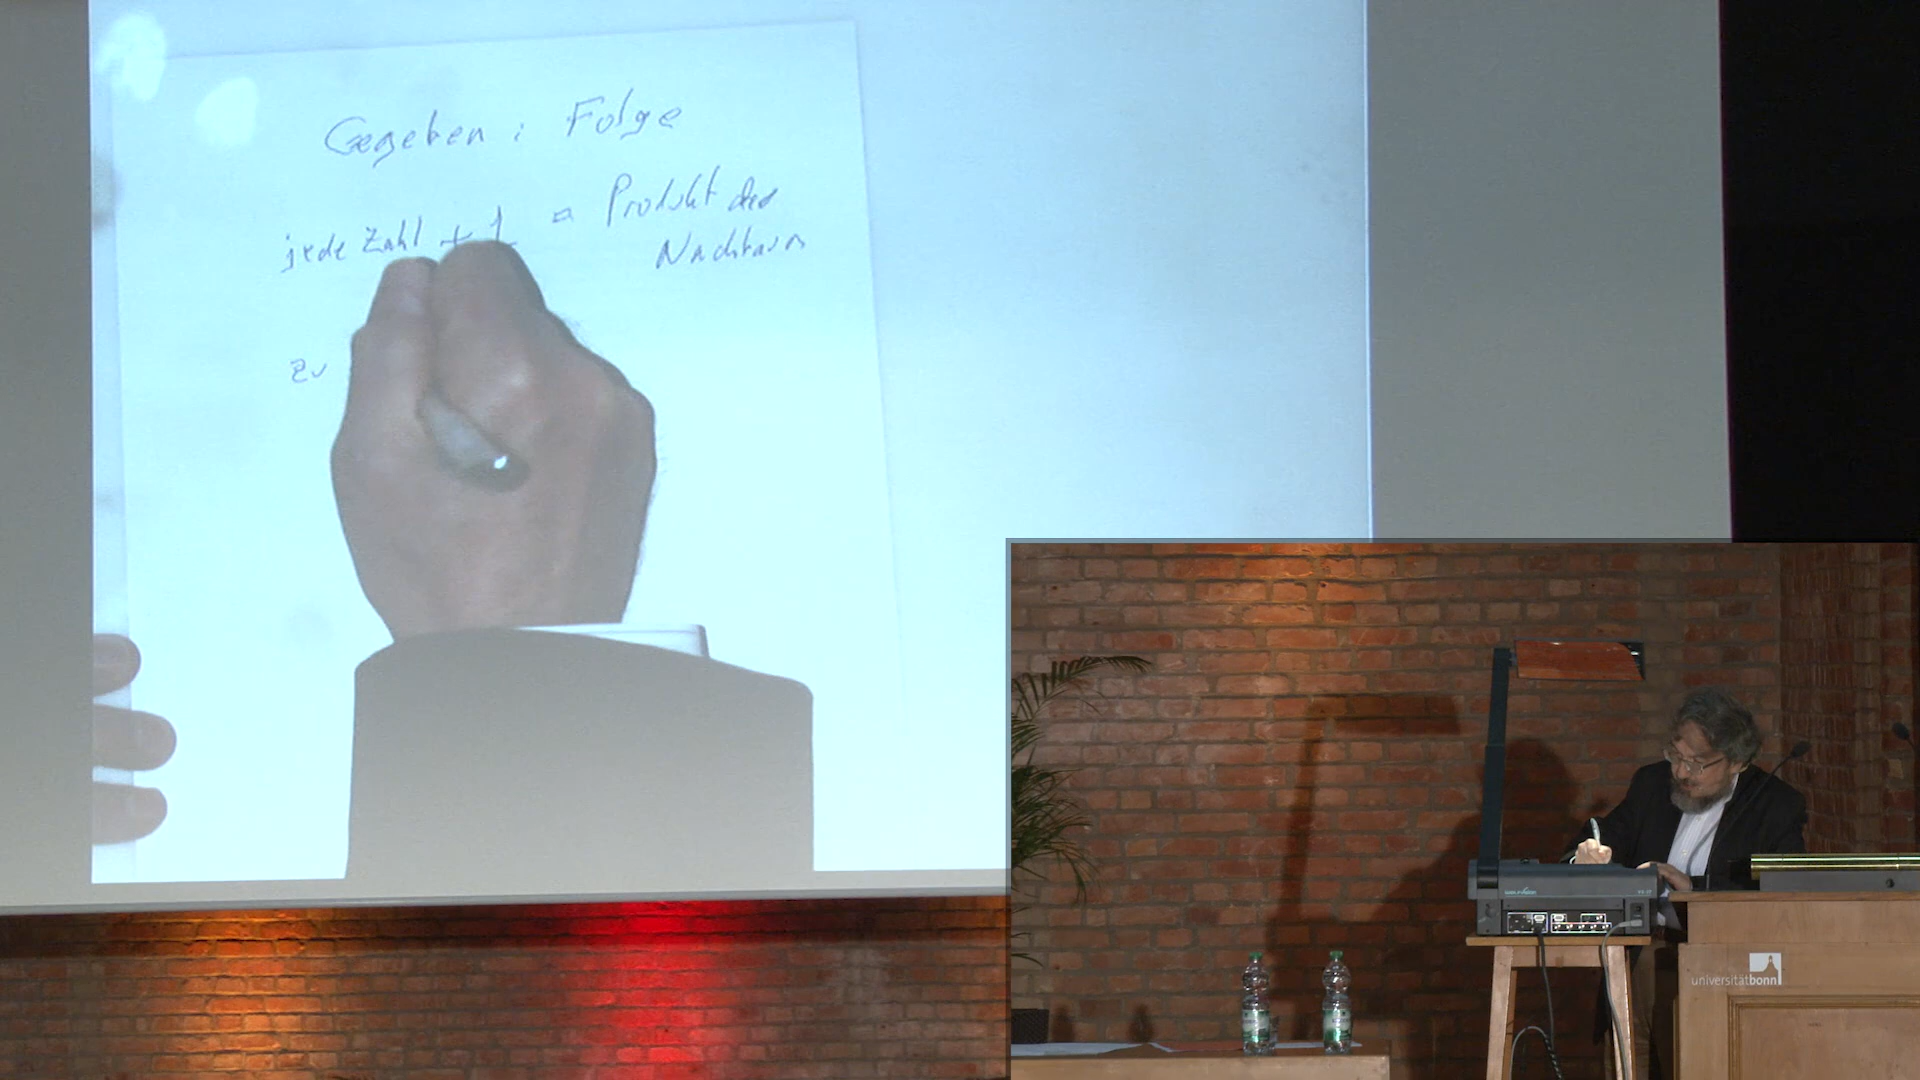 Gegeben: Folge
jede Zahl + 1 = Produkt der
Nachbarn
zu
universitätbonn